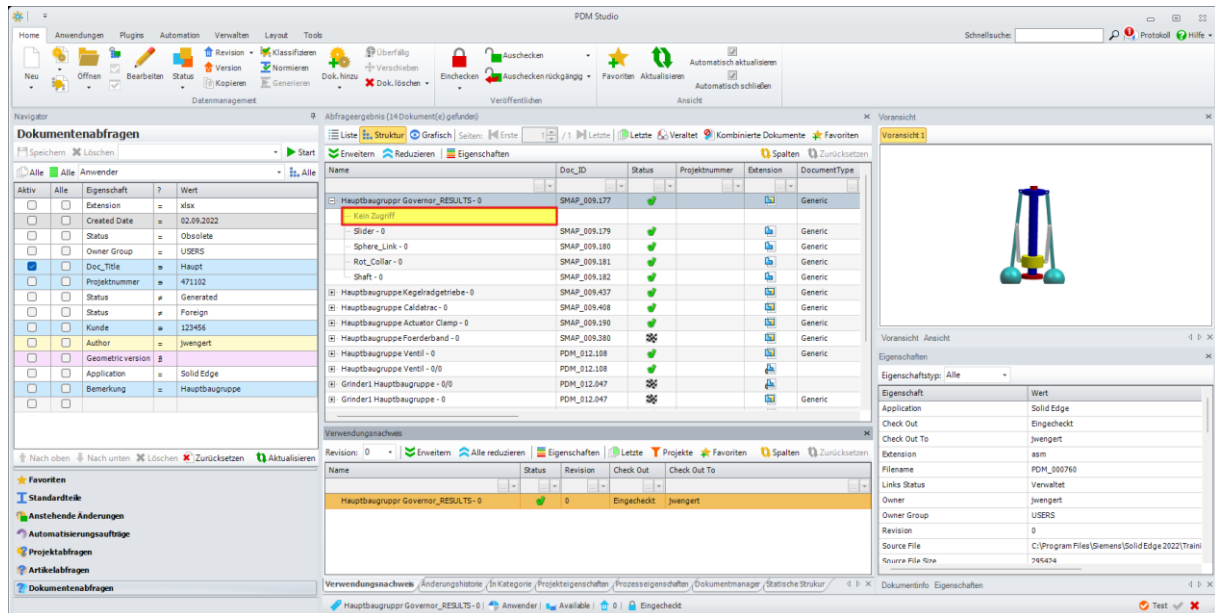 PDM Studio
Home Anwendungen Plugins Automation Verwalten Layout Tools Schnellsuche: Protokoll Hilfe
Neu Öffnen Bearbeiten Status Revision Version Kopieren Klassifizieren Normieren Generieren Dok. hinzu Überfällig Verschieben Dok. löschen Einchecken Auschecken Auschecken rückgängig Favoriten Aktualisieren Automatisch aktualisieren Automatisch schließen
Datenmanagement Veröffentlichen Ansicht
Navigator
Dokumentenabfragen
Speichern Löschen Start
Alle Alle Anwender Alle
Aktiv Alle Eigenschaft ? Wert
Extension = xlsx
Created Date = 02.09.2022
Status = Obsolete
Owner Group = USERS
Doc_Title Haupt
Projektnummer 471102
Status ≠ Generated
Status ≠ Foreign
Kunde 123456
Author = jwengert
Geometricversion
Application = Solid Edge
Bemerkung = Hauptbaugruppe
Nach oben Nach unten Löschen Zurücksetzen Aktualisieren
Favoriten
Standardteile
Anstehende Änderungen
Automatisierungsaufträge
Projektabfragen
Artikelabfragen
Dokumentenabfragen
Abfrageergebnis (14 Dokument(e) gefunden)
Liste Struktur Grafisch Seiten: Erste 1 / 1 Letzte Letzte Veraltet Kombinierte Dokumente Favoriten
Erweitern Reduzieren Eigenschaften Spalten Zurücksetzen
Name Doc_ID Status Projektnummer Extension DocumentType
Hauptbaugruppr Governor_RESULTS - 0 SMAP_009.177
Kein Zugriff
Slider - 0 SMAP_009.179 Generic
Sphere_Link - 0 SMAP_009.180 Generic
Rot_Collar - 0 SMAP_009.181 Generic
Shaft - 0 SMAP_009.182 Generic
Hauptbaugruppe Kegelradgetriebe - 0 SMAP_009.437 Generic
Hauptbaugruppe Caldatrac - 0 SMAP_009.408 Generic
Hauptbaugruppe Actuator Clamp - 0 SMAP_009.190 Generic
Hauptbaugruppe Foerderband - 0 SMAP_009.380 Generic
Hauptbaugruppe Ventil - 0 PDM_012.108 Generic
Hauptbaugruppe Ventil - 0/0 PDM_012.108
Grinder1 Hauptbaugruppe - 0/0 PDM_012.047
Grinder1 Hauptbaugruppe - 0 PDM_012.047 Generic
Verwendungsnachweis
Revision: 0 Erweitern Alle reduzieren Eigenschaften Letzte Projekte Favoriten Spalten Zurücksetzen
Name Status Revision Check Out Check Out To
Hauptbaugruppr Governor_RESULTS - 0 0 Eingecheckt jwengert
Verwendungsnachweis Änderungshistorie In Kategorie Projekteigenschaften Prozesseigenschaften Dokumentmanager Statische Strukur
Voransicht
Voransicht 1
Voransicht Ansicht
Eigenschaften
Eigenschaftstyp: Alle
Eigenschaft Wert
Application Solid Edge
Check Out Eingecheckt
Check Out To jwengert
Extension asm
Filename PDM_000760
Links Status Verwaltet
Owner jwengert
Owner Group USERS
Revision 0
Source File C:\Program Files\Siemens\Solid Edge 2022\Traini
Source File Size 295424
Dokumentinfo Eigenschaften
Hauptbaugruppr Governor_RESULTS - 0 | Anwender | Available | 0 | Eingecheckt Test